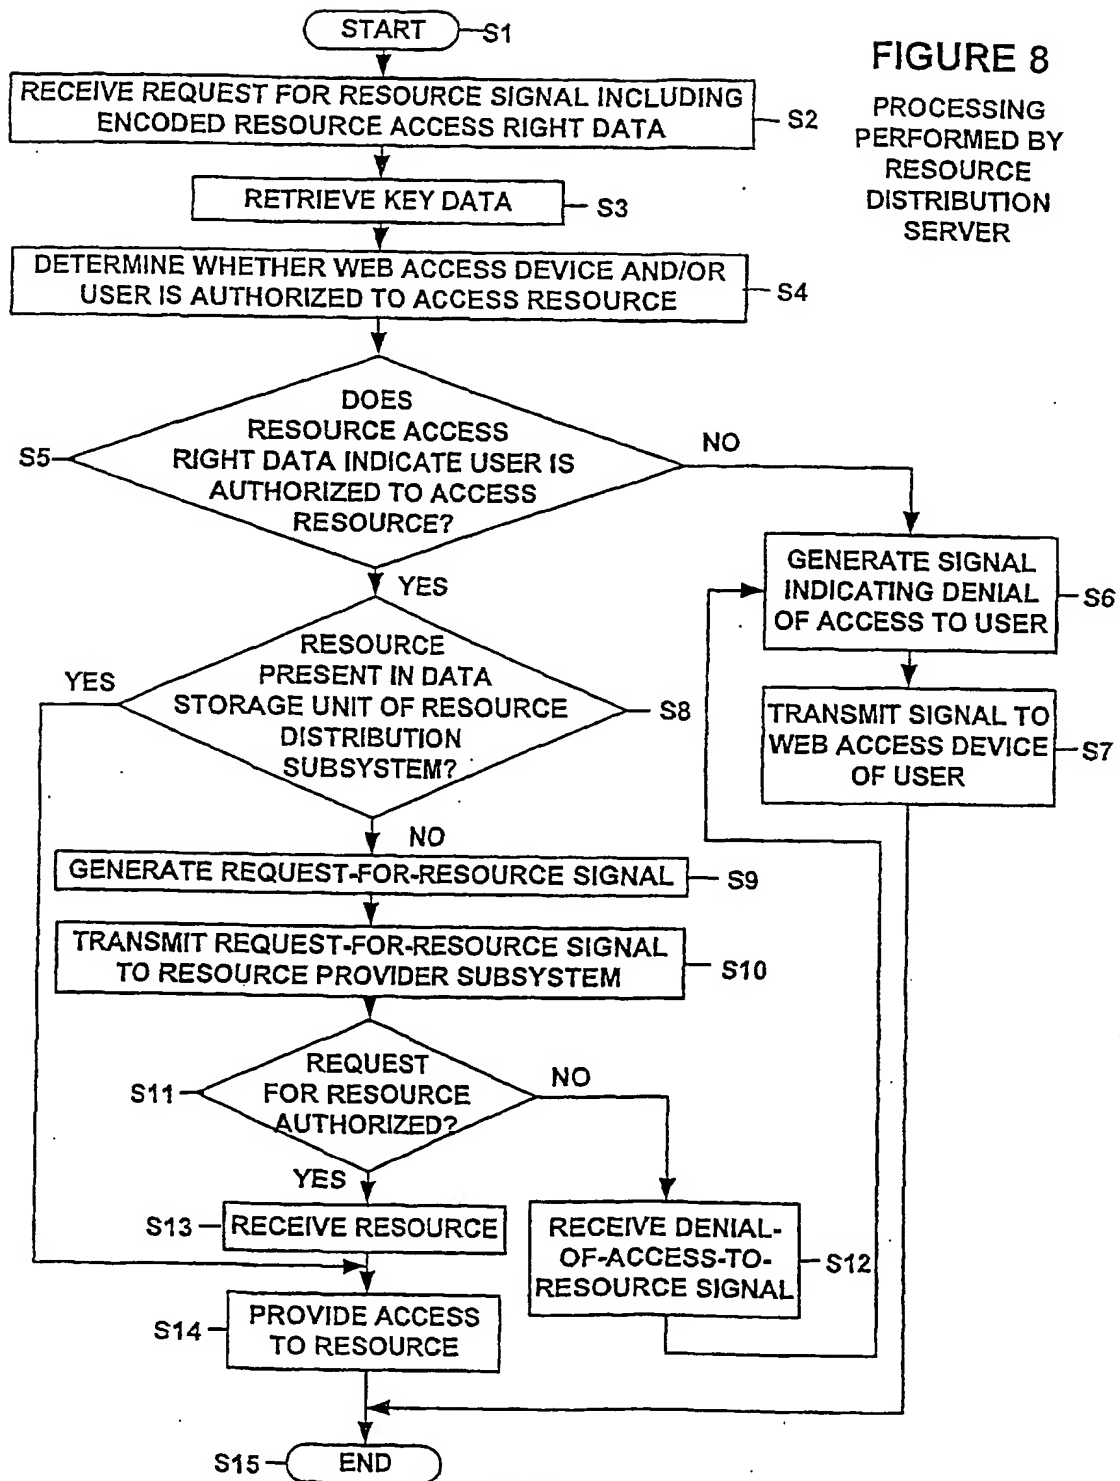 START
S1
FIGURE 8
PROCESSING
PERFORMED BY
RESOURCE
DISTRIBUTION
SERVER
RECEIVE REQUEST FOR RESOURCE SIGNAL INCLUDING
ENCODED RESOURCE ACCESS RIGHT DATA
S2
RETRIEVE KEY DATA
S3
DETERMINE WHETHER WEB ACCESS DEVICE AND/OR
USER IS AUTHORIZED TO ACCESS RESOURCE
S4
DOES
RESOURCE ACCESS
RIGHT DATA INDICATE USER IS
AUTHORIZED TO ACCESS
RESOURCE?
S5
NO
YES
GENERATE SIGNAL
INDICATING DENIAL
OF ACCESS TO USER
S6
TRANSMIT SIGNAL TO
WEB ACCESS DEVICE
OF USER
S7
RESOURCE
PRESENT IN DATA
STORAGE UNIT OF RESOURCE
DISTRIBUTION
SUBSYSTEM?
YES
S8
NO
GENERATE REQUEST-FOR-RESOURCE SIGNAL
S9
TRANSMIT REQUEST-FOR-RESOURCE SIGNAL
TO RESOURCE PROVIDER SUBSYSTEM
S10
REQUEST
FOR RESOURCE
AUTHORIZED?
S11
NO
YES
S13
RECEIVE RESOURCE
RECEIVE DENIAL-
OF-ACCESS-TO-
RESOURCE SIGNAL
S12
S14
PROVIDE ACCESS
TO RESOURCE
S15
END